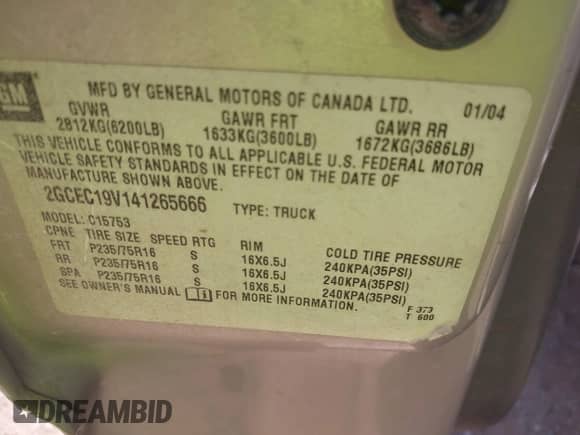 GM
MFD BY GENERAL MOTORS OF CANADA LTD. 01/04
GVWR GAWR FRT GAWR RR
2812KG(6200LB) 1633KG(3600LB) 1672KG(3686LB)
THIS VEHICLE CONFORMS TO ALL APPLICABLE U.S. FEDERAL MOTOR
VEHICLE SAFETY STANDARDS IN EFFECT ON THE DATE OF
MANUFACTURE SHOWN ABOVE.
2GCEC19V141265666 TYPE: TRUCK
MODEL: C15753
CPNE TIRE SIZE SPEED RTG RIM COLD TIRE PRESSURE
FRT P235/75R16 S 16X6.5J 240KPA(35PSI)
RR P235/75R16 S 16X6.5J 240KPA(35PSI)
SPA P235/75R16 S 16X6.5J 240KPA(35PSI)
SEE OWNER'S MANUAL FOR MORE INFORMATION.
F 373
T 600
DREAMBID